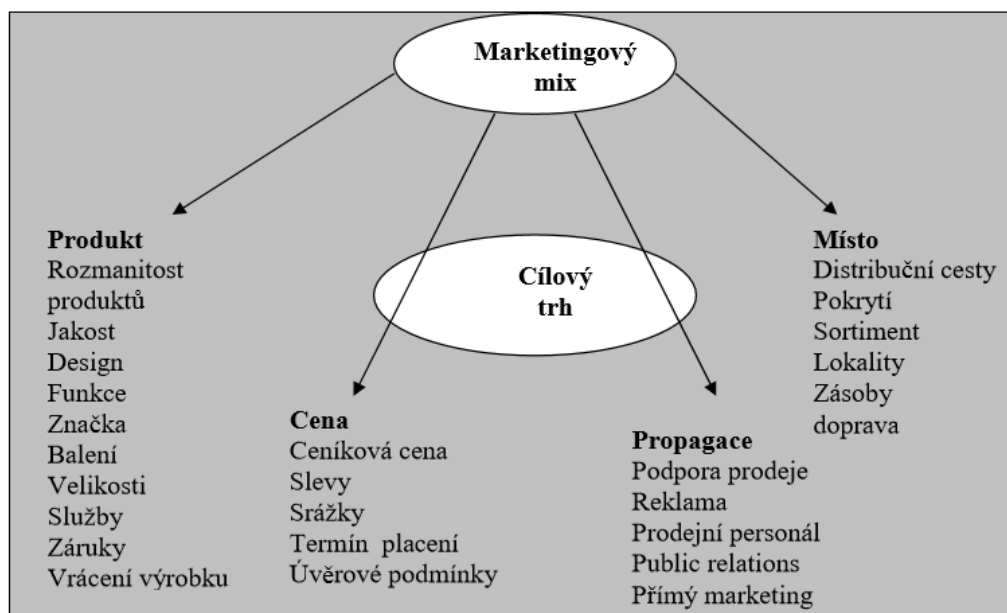 Marketingový
mix
Cílový
trh
Produkt
Rozmanitost
produktů
Jakost
Design
Funkce
Značka
Balení
Velikosti
Služby
Záruky
Vrácení výrobku
Cena
Ceníková cena
Slevy
Srážky
Termín  placení
Úvěrové podmínky
Propagace
Podpora prodeje
Reklama
Prodejní personál
Public relations
Přímý marketing
Místo
Distribuční cesty
Pokrytí
Sortiment
Lokality
Zásoby
doprava